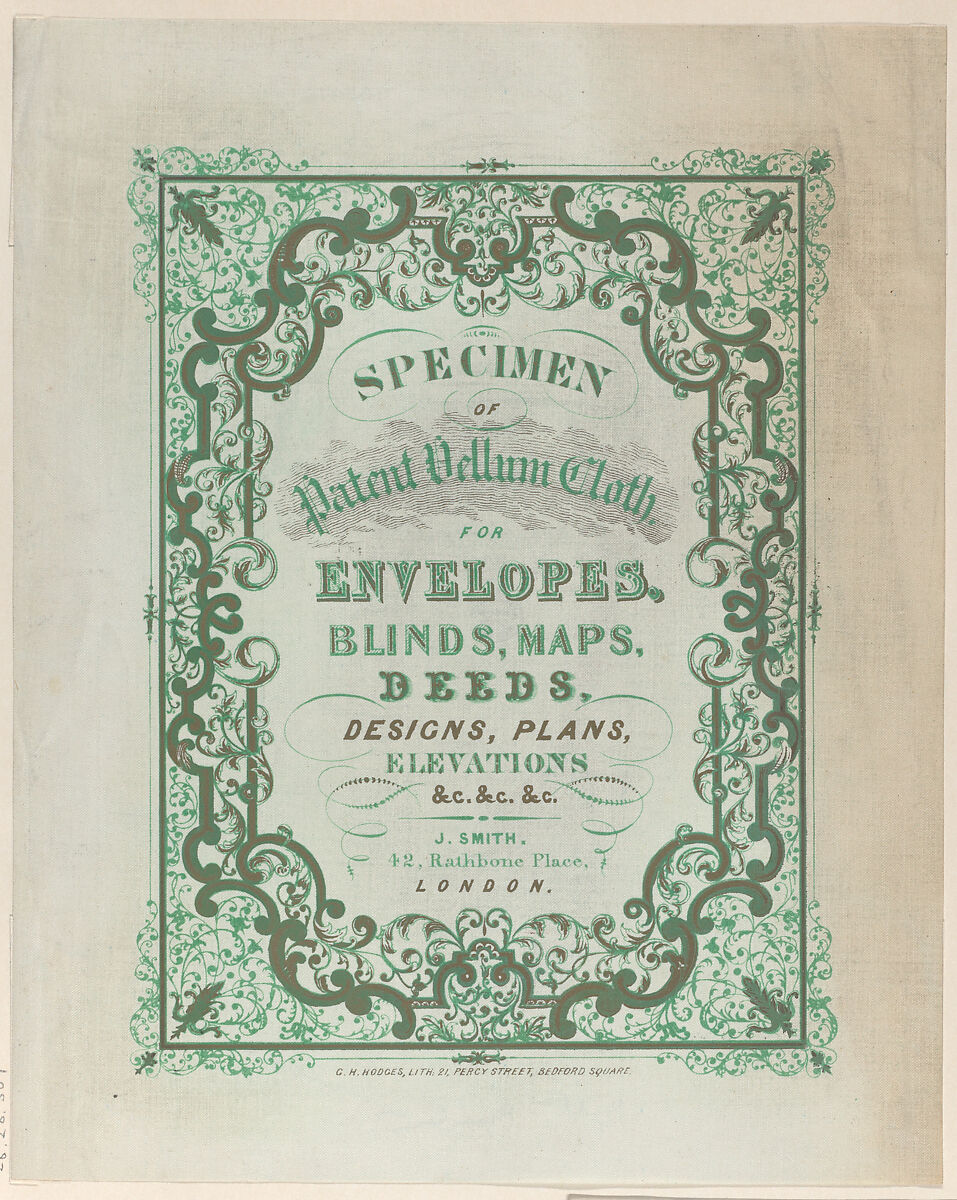 SPECIMEN
OF
Patent Vellum Cloth.
FOR
ENVELOPES,
BLINDS, MAPS,
DEEDS,
DESIGNS, PLANS,
ELEVATIONS
&c. &c. &c.
J. SMITH.
42, Rathbone Place,
LONDON.
C. H. HODGES, LITH, 21, PERCY STREET, BEDFORD SQUARE.